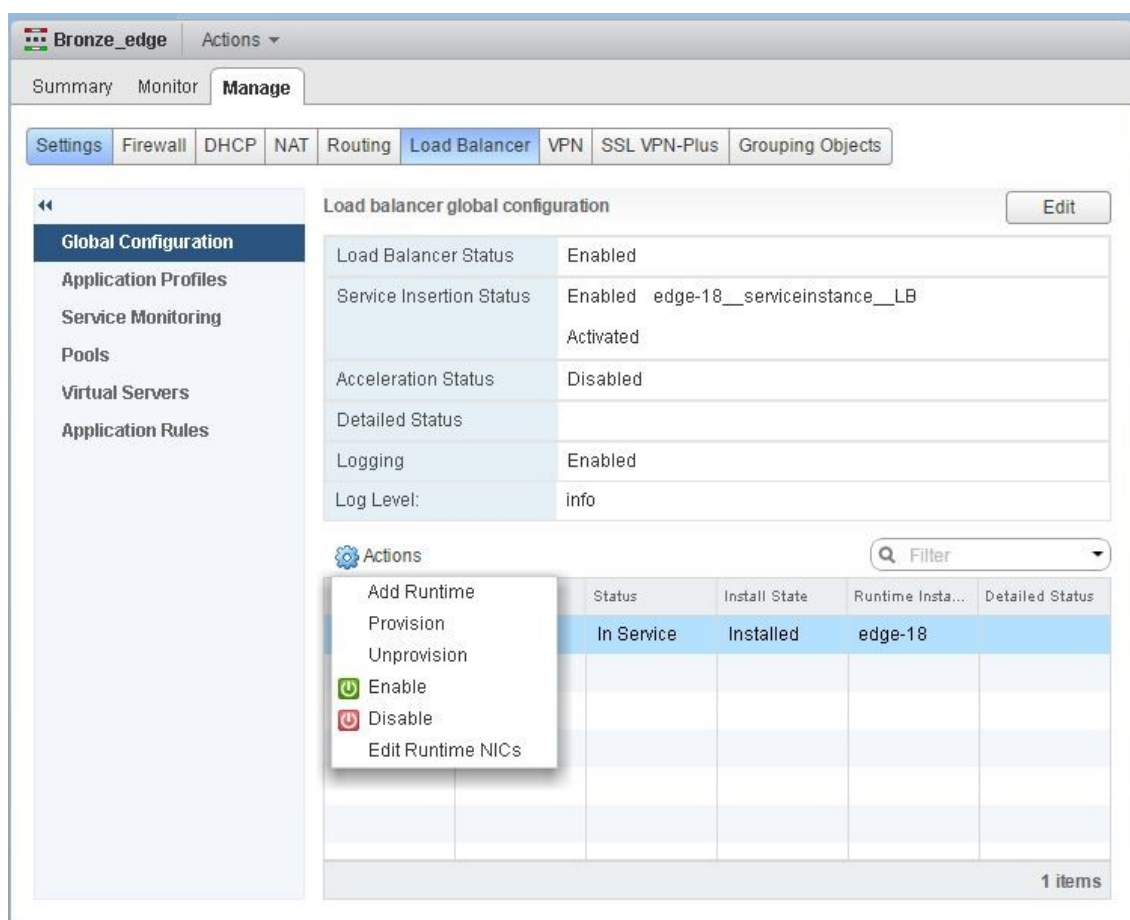 Bronze_edge Actions
Summary Monitor Manage
Settings Firewall DHCP NAT Routing Load Balancer VPN SSL VPN-Plus Grouping Objects
Load balancer global configuration Edit
Global Configuration
Application Profiles
Service Monitoring
Pools
Virtual Servers
Application Rules
Load Balancer Status Enabled
Service Insertion Status Enabled edge-18__serviceinstance__LB
Activated
Acceleration Status Disabled
Detailed Status
Logging Enabled
Log Level: info
Actions Filter
Add Runtime
Provision
Unprovision
Enable
Disable
Edit Runtime NICs
Status Install State Runtime Insta... Detailed Status
In Service Installed edge-18
1 items